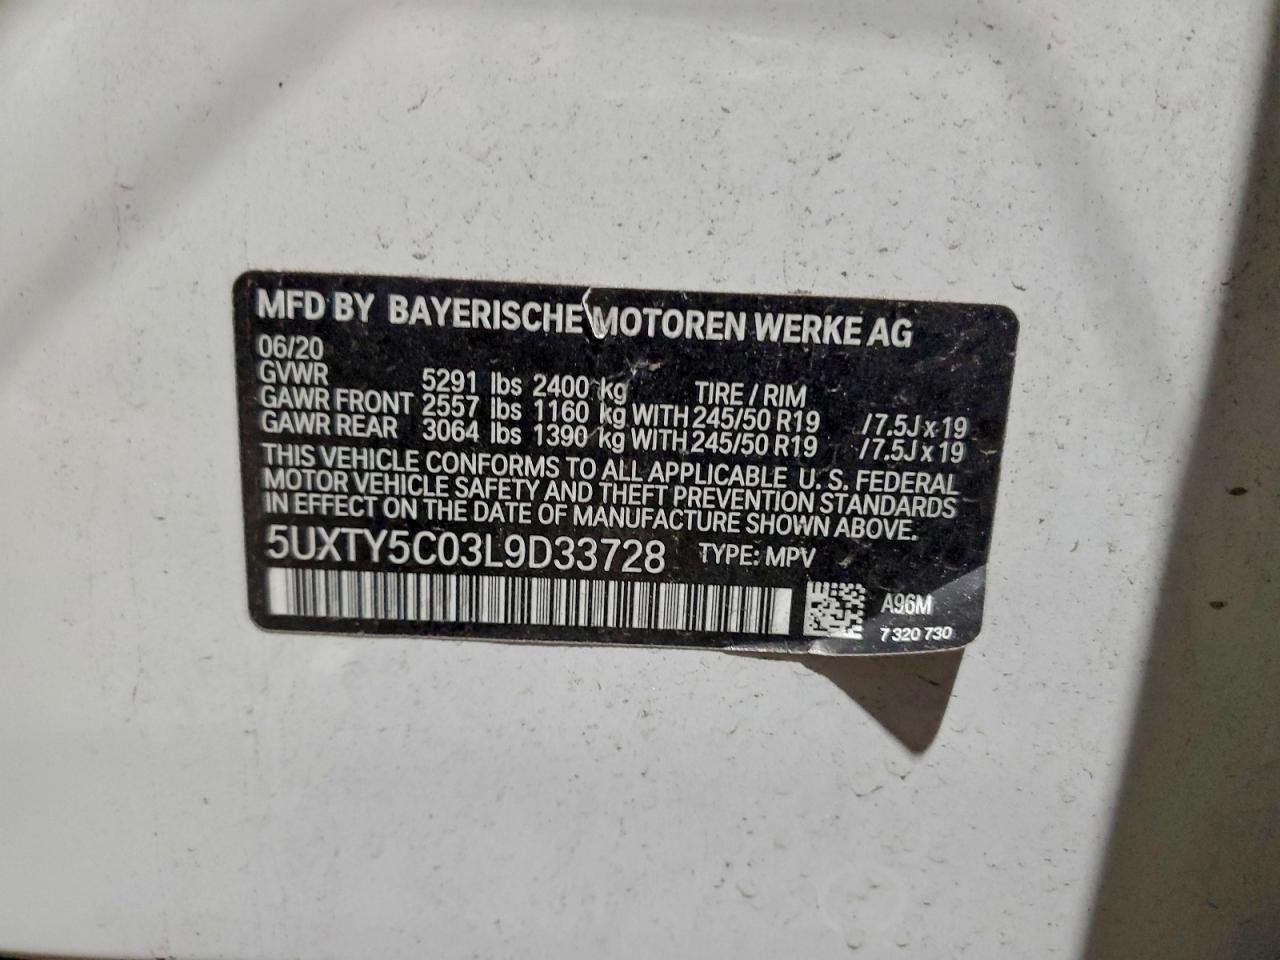 MFD BY BAYERISCHE MOTOREN WERKE AG
06/20
GVWR 5291 lbs 2400 kg TIRE / RIM
GAWR FRONT 2557 lbs 1160 kg WITH 245/50 R19 /7.5J x 19
GAWR REAR 3064 lbs 1390 kg WITH 245/50 R19 /7.5J x 19
THIS VEHICLE CONFORMS TO ALL APPLICABLE U. S. FEDERAL
MOTOR VEHICLE SAFETY AND THEFT PREVENTION STANDARDS
IN EFFECT ON THE DATE OF MANUFACTURE SHOWN ABOVE.
5UXTY5C03L9D33728 TYPE: MPV
A96M
7 320 730